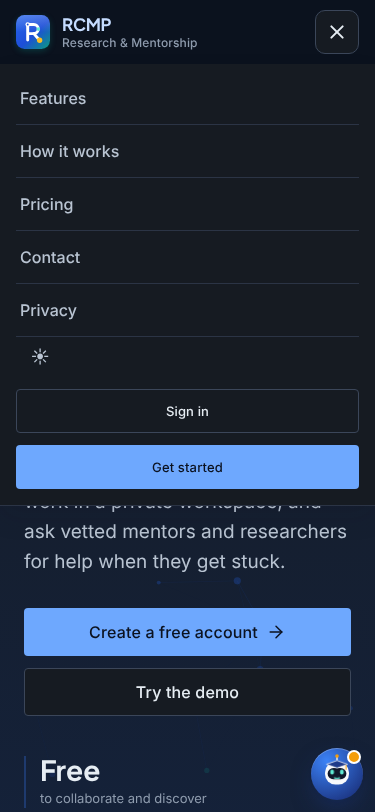 RCMP
Research & Mentorship
Features
How it works
Pricing
Contact
Privacy
Sign in
Get started
work in a private workspace, and
ask vetted mentors and researchers
for help when they get stuck.
Create a free account →
Try the demo
Free
to collaborate and discover